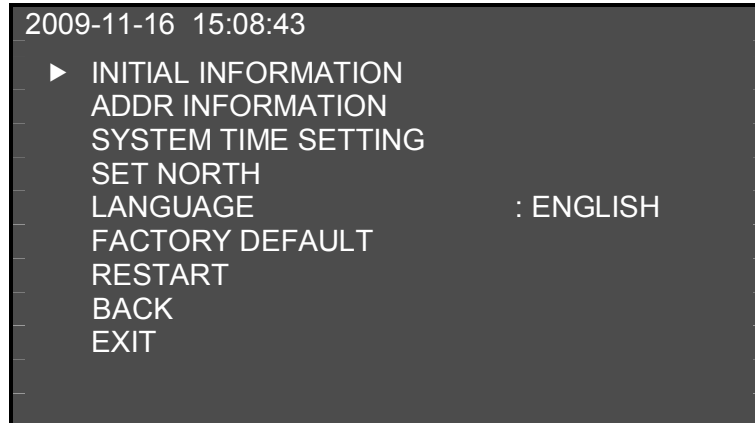 2009-11-16 15:08:43
▶ INITIAL INFORMATION
ADDR INFORMATION
SYSTEM TIME SETTING
SET NORTH
LANGUAGE : ENGLISH
FACTORY DEFAULT
RESTART
BACK
EXIT